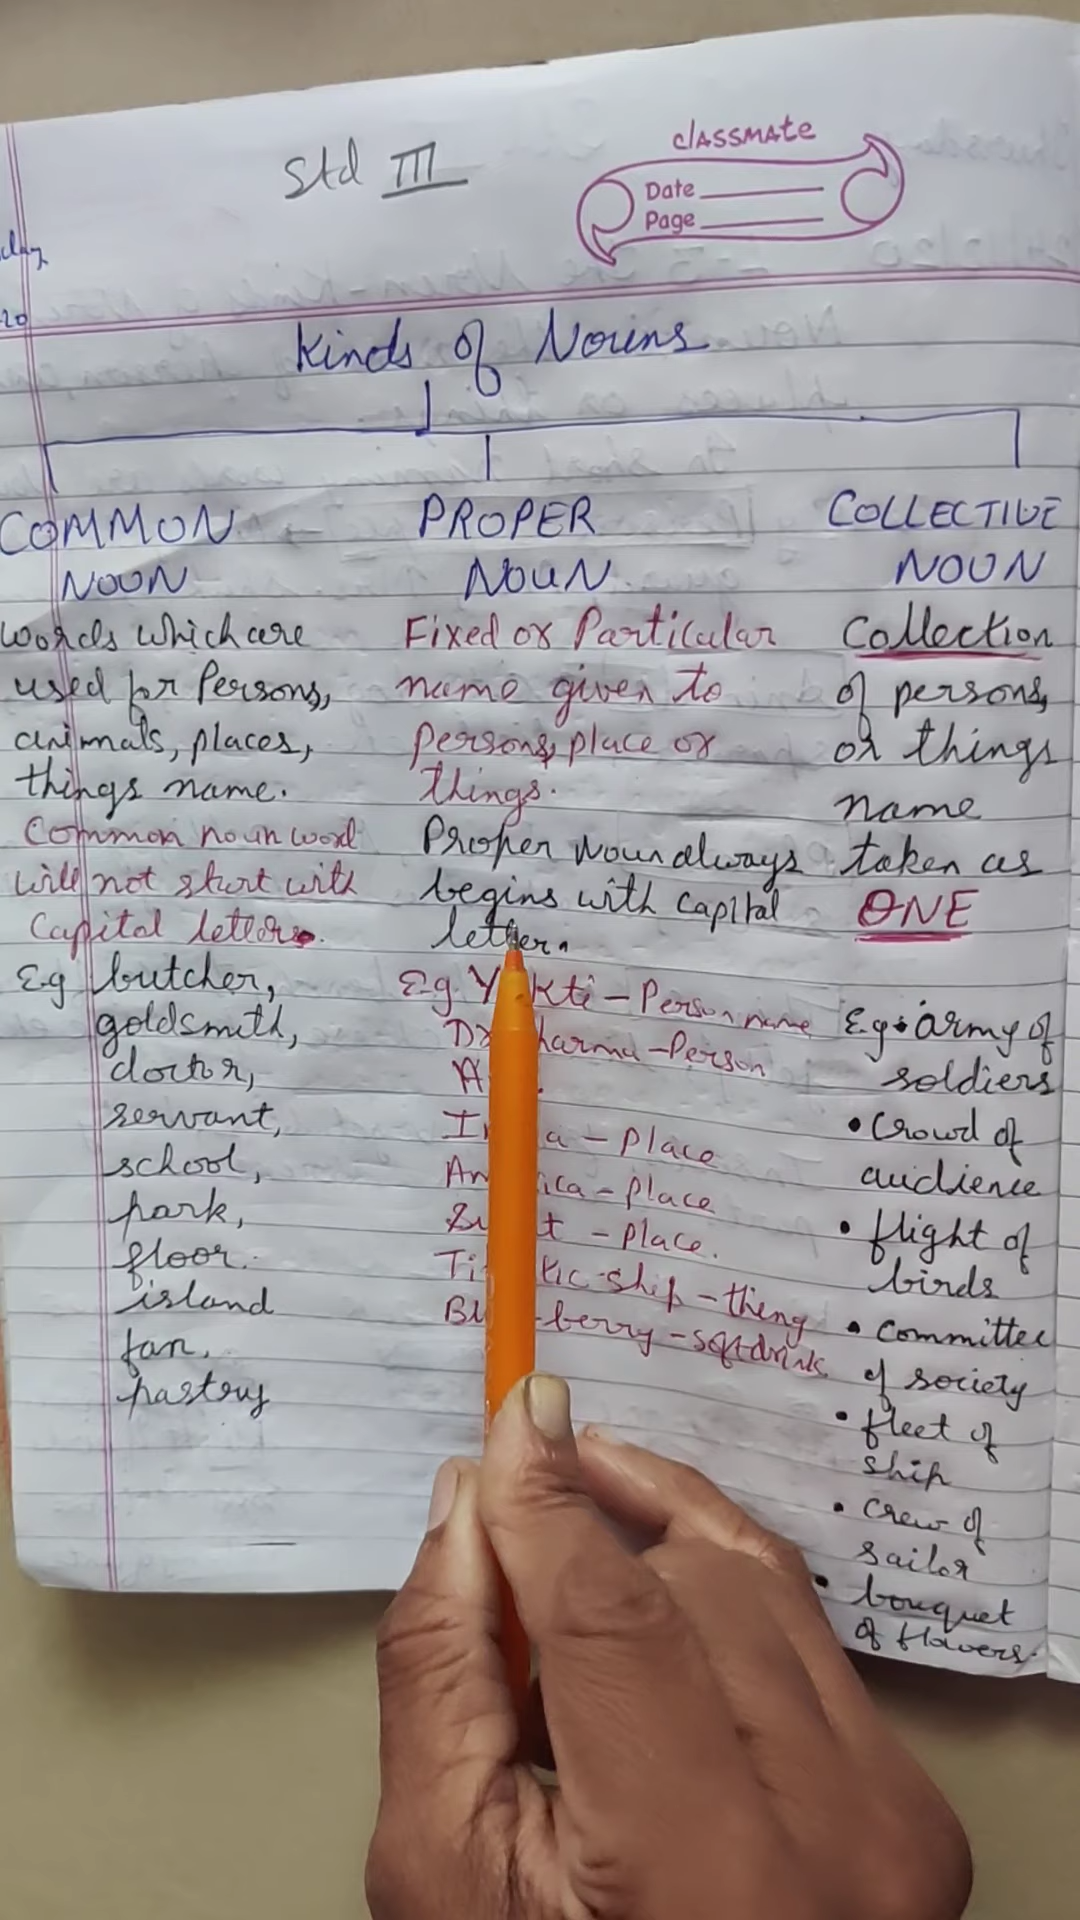 Std III
classmate
Date
Page
day
20
Kinds of Nouns
COMMON
NOUN
words which are
used for Persons,
animals, places,
things name.
Common noun word
will not start with
Capital letters.
E.g butcher,
goldsmith,
doctor,
servant,
school,
park,
floor.
island
fan,
pastry
PROPER
NOUN.
Fixed or Particular
name given to
persons, place or
things.
Proper Noun always
begins with capital
letter.
E.g – Person name
– Person
– place
– place
– place.
ship – thing
berry – softdrink
COLLECTIVE
NOUN
Collection
of persons,
or things
name
taken as
ONE
E.g • army of
soldiers
• Crowd of
audience
• flight of
birds
• committee
of society
• fleet of
ship
• crew of
sailor
• bouquet
of flowers.